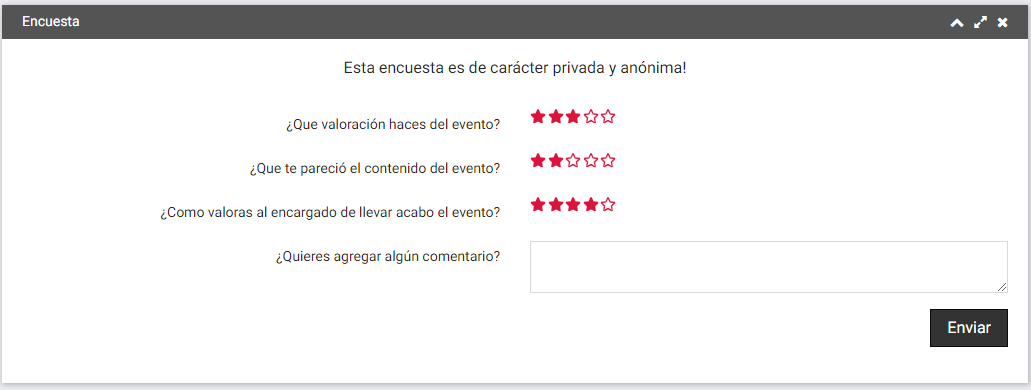 Encuesta
Esta encuesta es de carácter privada y anónima!
¿Que valoración haces del evento?
¿Que te pareció el contenido del evento?
¿Como valoras al encargado de llevar acabo el evento?
¿Quieres agregar algún comentario?
Enviar